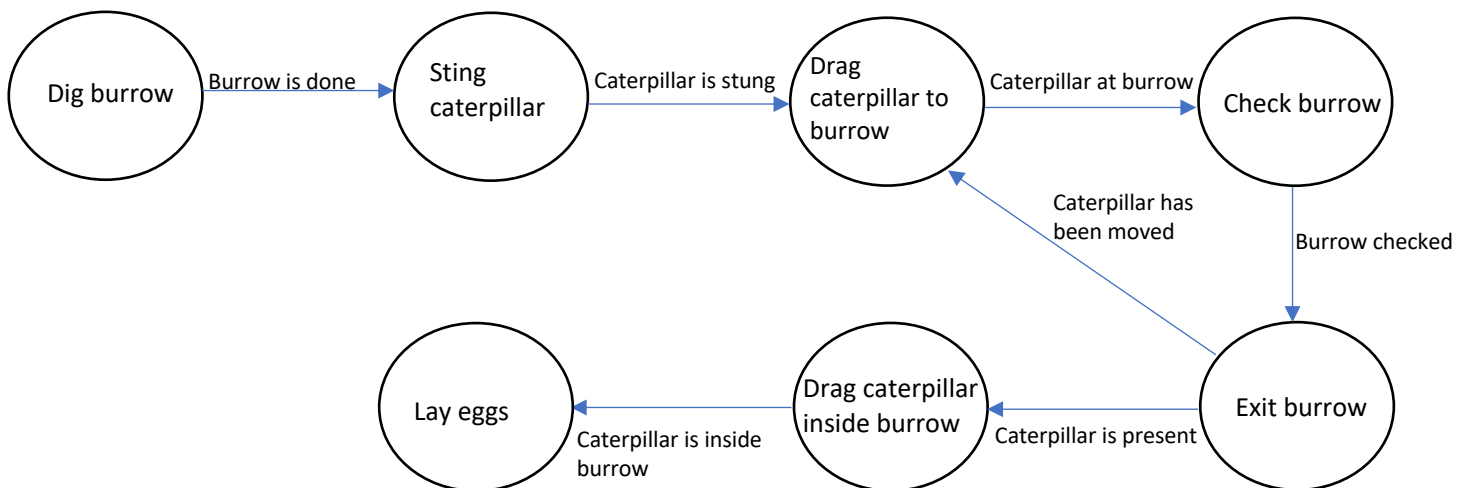 Dig burrow
Burrow is done
Sting
caterpillar
Caterpillar is stung
Drag
caterpillar to
burrow
Caterpillar at burrow
Check burrow
Caterpillar has
been moved
Burrow checked
Lay eggs
Caterpillar is inside
burrow
Drag caterpillar
inside burrow
Caterpillar is present
Exit burrow